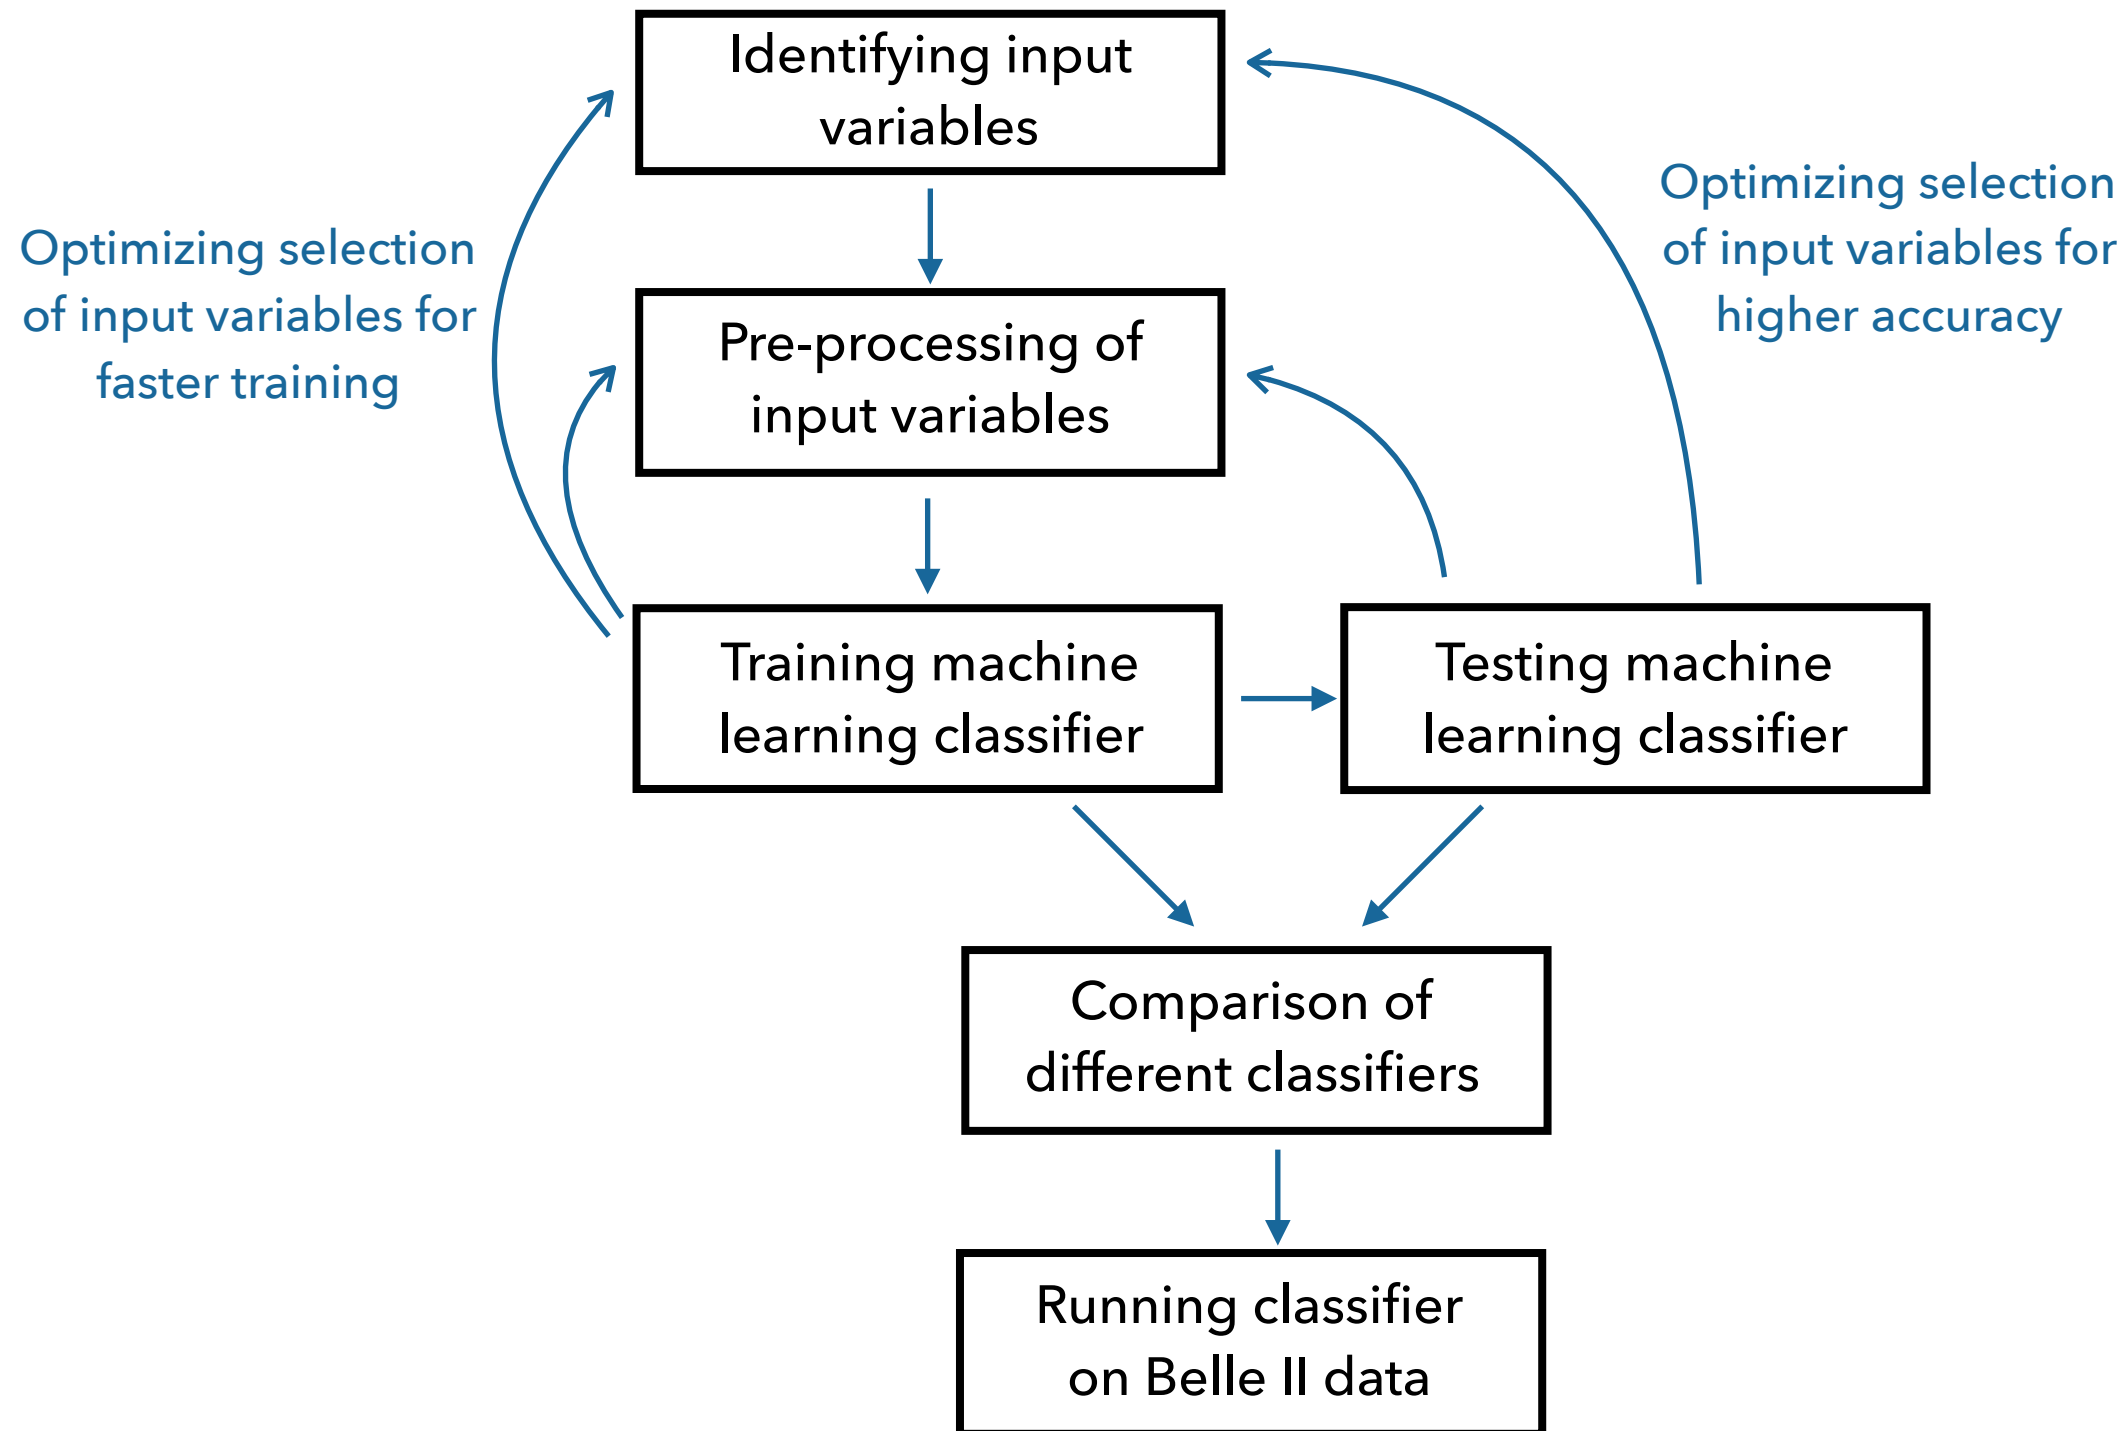 Identifying input
variables
Optimizing selection
of input variables for
faster training
Optimizing selection
of input variables for
higher accuracy
Pre-processing of
input variables
Training machine
learning classifier
Testing machine
learning classifier
Comparison of
different classifiers
Running classifier
on Belle II data